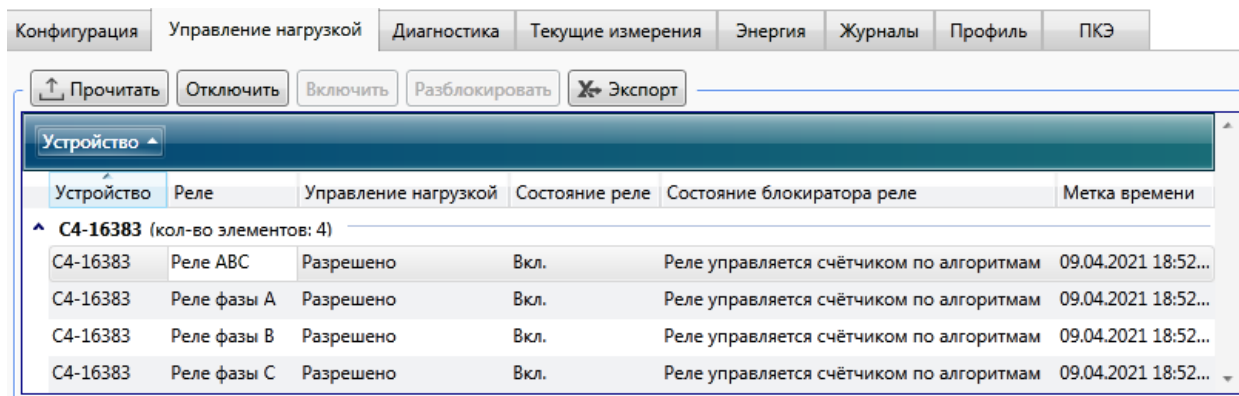 Конфигурация Управление нагрузкой Диагностика Текущие измерения Энергия Журналы Профиль ПКЭ
Прочитать Отключить Включить Разблокировать Экспорт
Устройство
Устройство Реле Управление нагрузкой Состояние реле Состояние блокиратора реле Метка времени
С4-16383 (кол-во элементов: 4)
С4-16383 Реле ABC Разрешено Вкл. Реле управляется счётчиком по алгоритмам 09.04.2021 18:52...
С4-16383 Реле фазы А Разрешено Вкл. Реле управляется счётчиком по алгоритмам 09.04.2021 18:52...
С4-16383 Реле фазы В Разрешено Вкл. Реле управляется счётчиком по алгоритмам 09.04.2021 18:52...
С4-16383 Реле фазы С Разрешено Вкл. Реле управляется счётчиком по алгоритмам 09.04.2021 18:52...